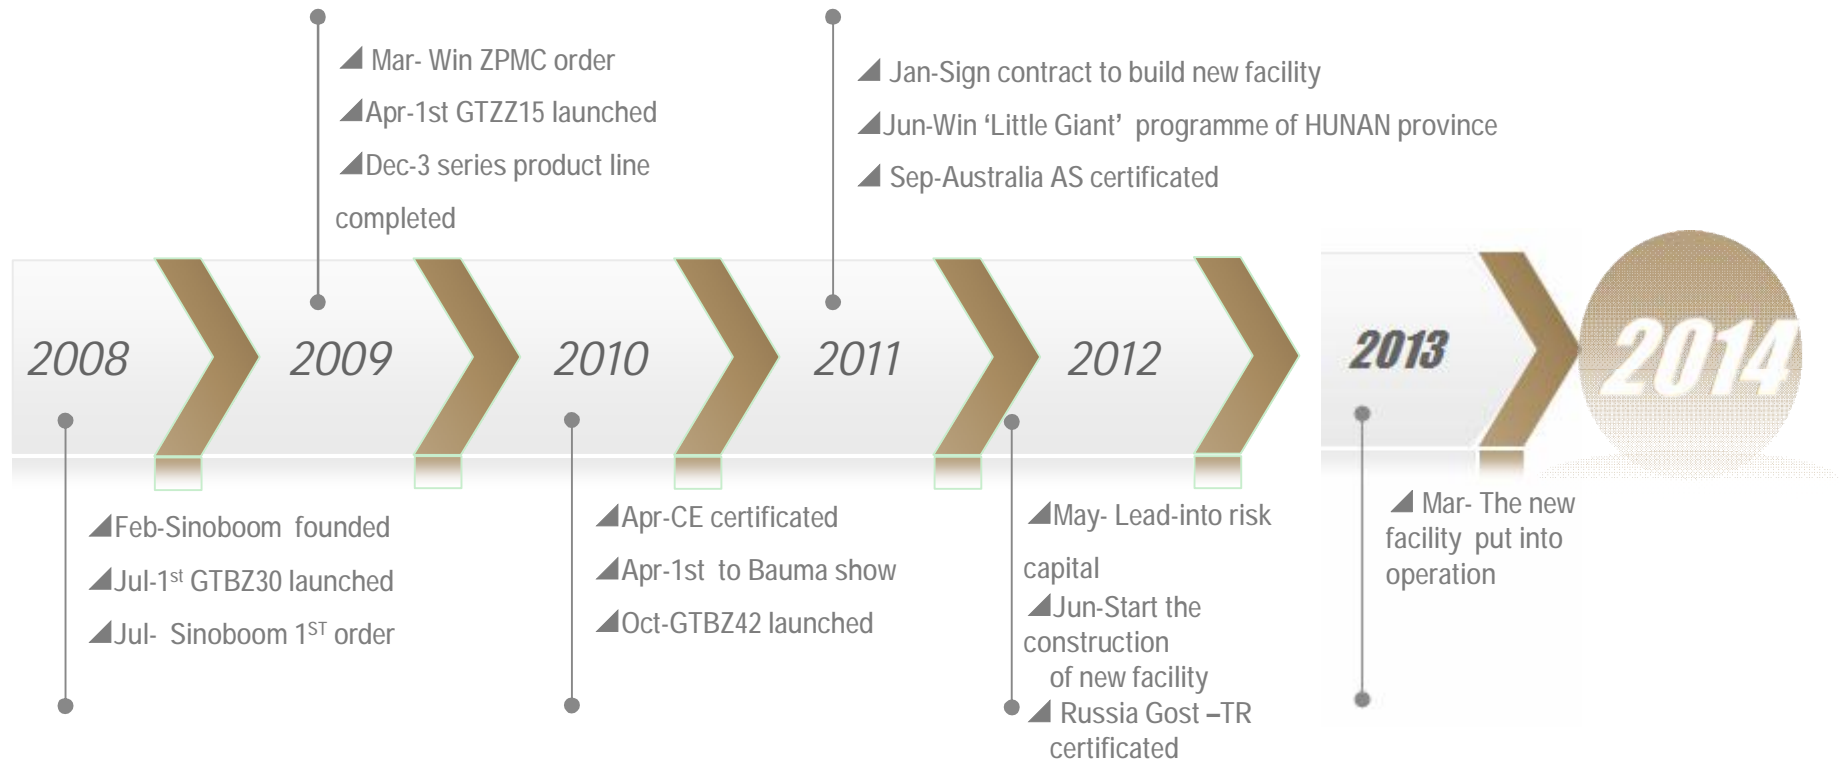 Mar- Win ZPMC order
Apr-1st GTZZ15 launched
Dec-3 series product line
completed
Jan-Sign contract to build new facility
Jun-Win ‘Little Giant’ programme of HUNAN province
Sep-Australia AS certificated
2008
2009
2010
2011
2012
2013
2014
Feb-Sinoboom founded
Jul-1st GTBZ30 launched
Jul- Sinoboom 1ST order
Apr-CE certificated
Apr-1st to Bauma show
Oct-GTBZ42 launched
May- Lead-into risk
capital
Jun-Start the
construction
of new facility
Russia Gost –TR
certificated
Mar- The new
facility put into
operation